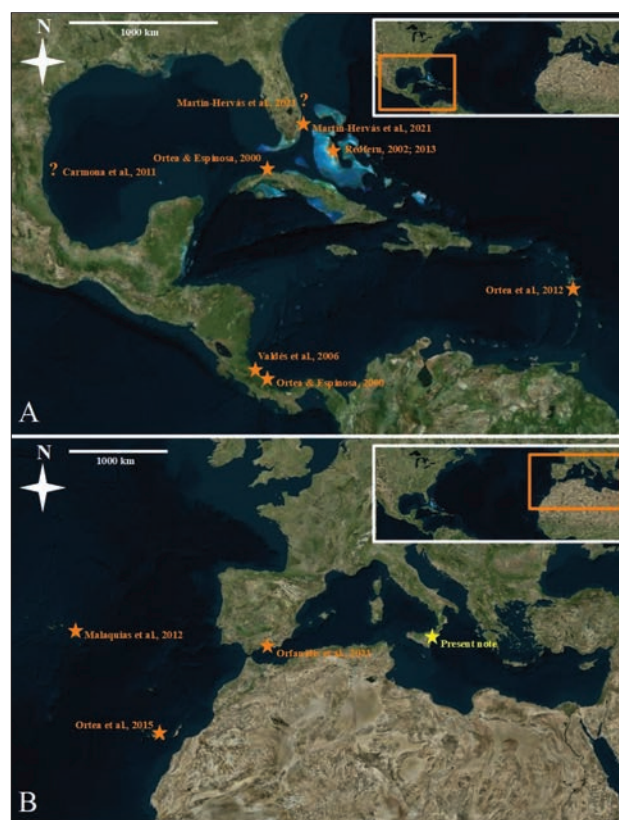 1000 km
N
Martín-Hervás et al., 2021 ?
Martín-Hervás et al., 2021
Redfern, 2002; 2013
Ortea & Espinosa, 2000
? Carmona et al., 2011
Ortea et al., 2012
Valdés et al., 2006
Ortea & Espinosa, 2000
A
N
1000 km
Malaquias et al., 2012
Orfanidis et al., 2021
Present note
Ortea et al., 2015
B